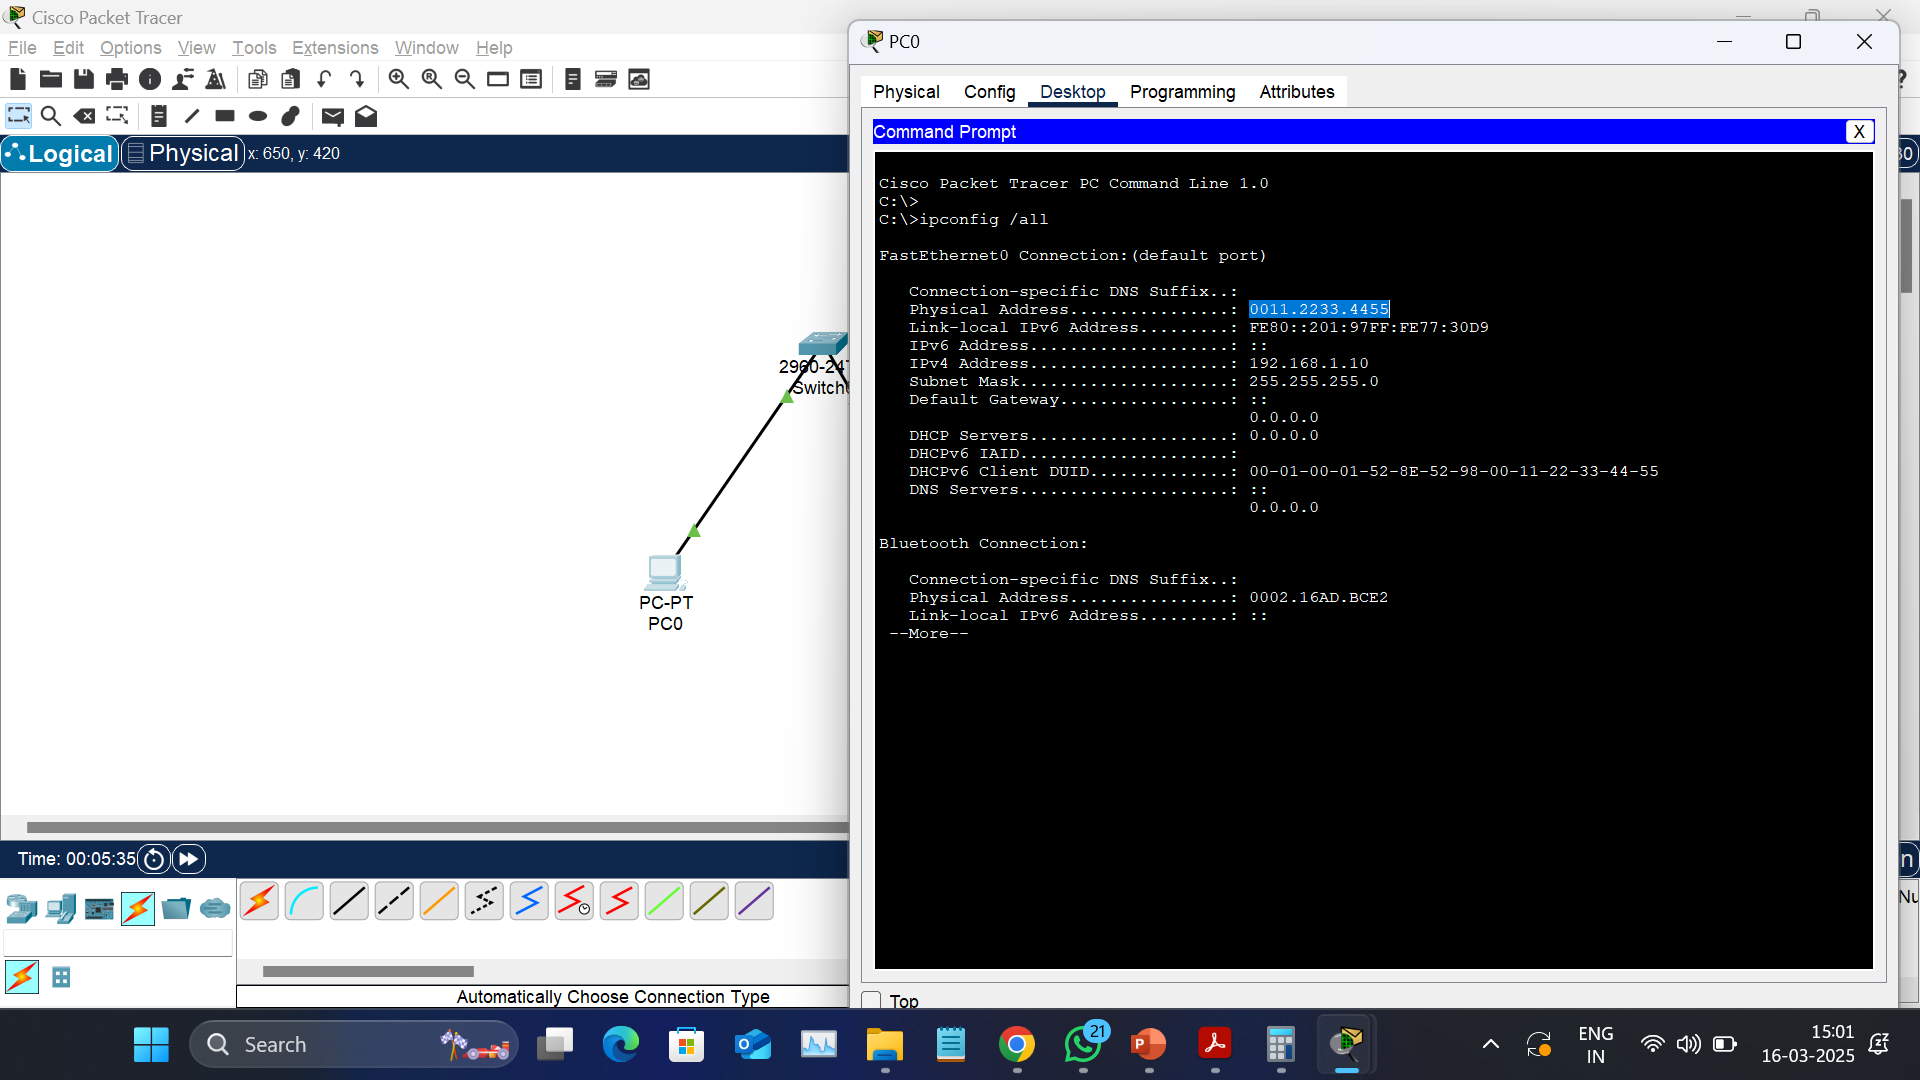 Cisco Packet Tracer
File Edit Options View Tools Extensions Window Help
Logical Physical x: 650, y: 420
2960-24T
Switch
PC-PT
PC0
Time: 00:05:35
Automatically Choose Connection Type
PC0
Physical Config Desktop Programming Attributes
Command Prompt X
Cisco Packet Tracer PC Command Line 1.0
C:\>
C:\>ipconfig /all
FastEthernet0 Connection:(default port)
Connection-specific DNS Suffix..:
Physical Address................: 0011.2233.4455
Link-local IPv6 Address.........: FE80::201:97FF:FE77:30D9
IPv6 Address....................: ::
IPv4 Address....................: 192.168.1.10
Subnet Mask.....................: 255.255.255.0
Default Gateway.................: ::
0.0.0.0
DHCP Servers....................: 0.0.0.0
DHCPv6 IAID.....................:
DHCPv6 Client DUID..............: 00-01-00-01-52-8E-52-98-00-11-22-33-44-55
DNS Servers.....................: ::
0.0.0.0
Bluetooth Connection:
Connection-specific DNS Suffix..:
Physical Address................: 0002.16AD.BCE2
Link-local IPv6 Address.........: ::
--More--
Top
Search
21
ENG
IN
15:01
16-03-2025